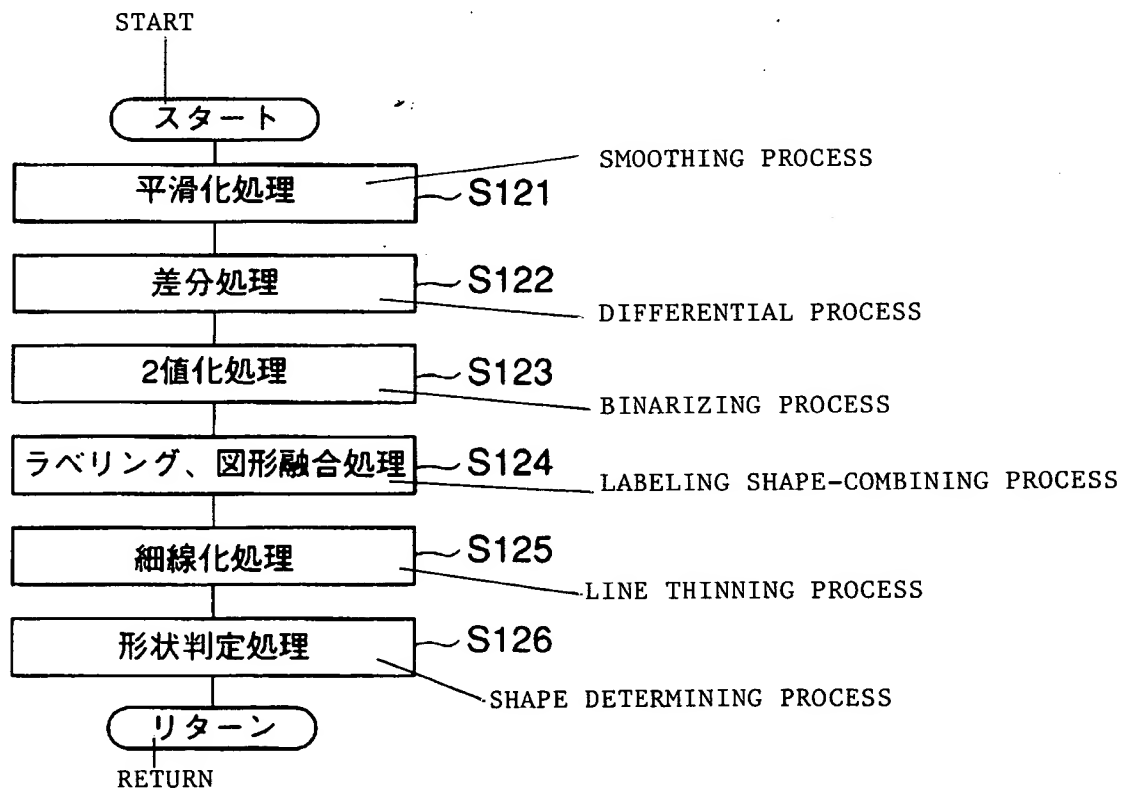 START
スタート
SMOOTHING PROCESS
平滑化処理
S121
差分処理
S122
DIFFERENTIAL PROCESS
2値化処理
S123
BINARIZING PROCESS
ラベリング、図形融合処理
S124
LABELING SHAPE-COMBINING PROCESS
細線化処理
S125
LINE THINNING PROCESS
形状判定処理
S126
SHAPE DETERMINING PROCESS
リターン
RETURN